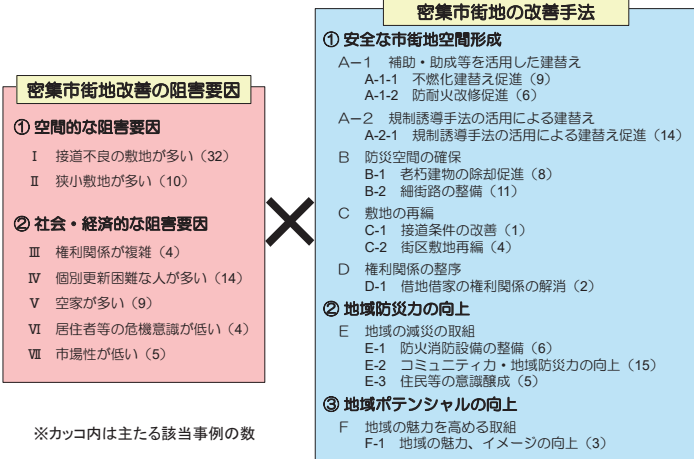 密集市街地改善の阻害要因
① 空間的な阻害要因
Ⅰ 接道不良の敷地が多い（32）
Ⅱ 狭小敷地が多い（10）
② 社会・経済的な阻害要因
Ⅲ 権利関係が複雑（4）
Ⅳ 個別更新困難な人が多い（14）
Ⅴ 空家が多い（9）
Ⅵ 居住者等の危機意識が低い（4）
Ⅶ 市場性が低い（5）
※カッコ内は主たる該当事例の数
×
密集市街地の改善手法
① 安全な市街地空間形成
A－1 補助・助成等を活用した建替え
A-1-1 不燃化建替え促進（9）
A-1-2 防耐火改修促進（6）
A－2 規制誘導手法の活用による建替え
A-2-1 規制誘導手法の活用による建替え促進（14）
B 防災空間の確保
B-1 老朽建物の除却促進（8）
B-2 細街路の整備（11）
C 敷地の再編
C-1 接道条件の改善（1）
C-2 街区敷地再編（4）
D 権利関係の整序
D-1 借地借家の権利関係の解消（2）
② 地域防災力の向上
E 地域の減災の取組
E-1 防火消防設備の整備（6）
E-2 コミュニティ力・地域防災力の向上（15）
E-3 住民等の意識醸成（5）
③ 地域ポテンシャルの向上
F 地域の魅力を高める取組
F-1 地域の魅力、イメージの向上（3）